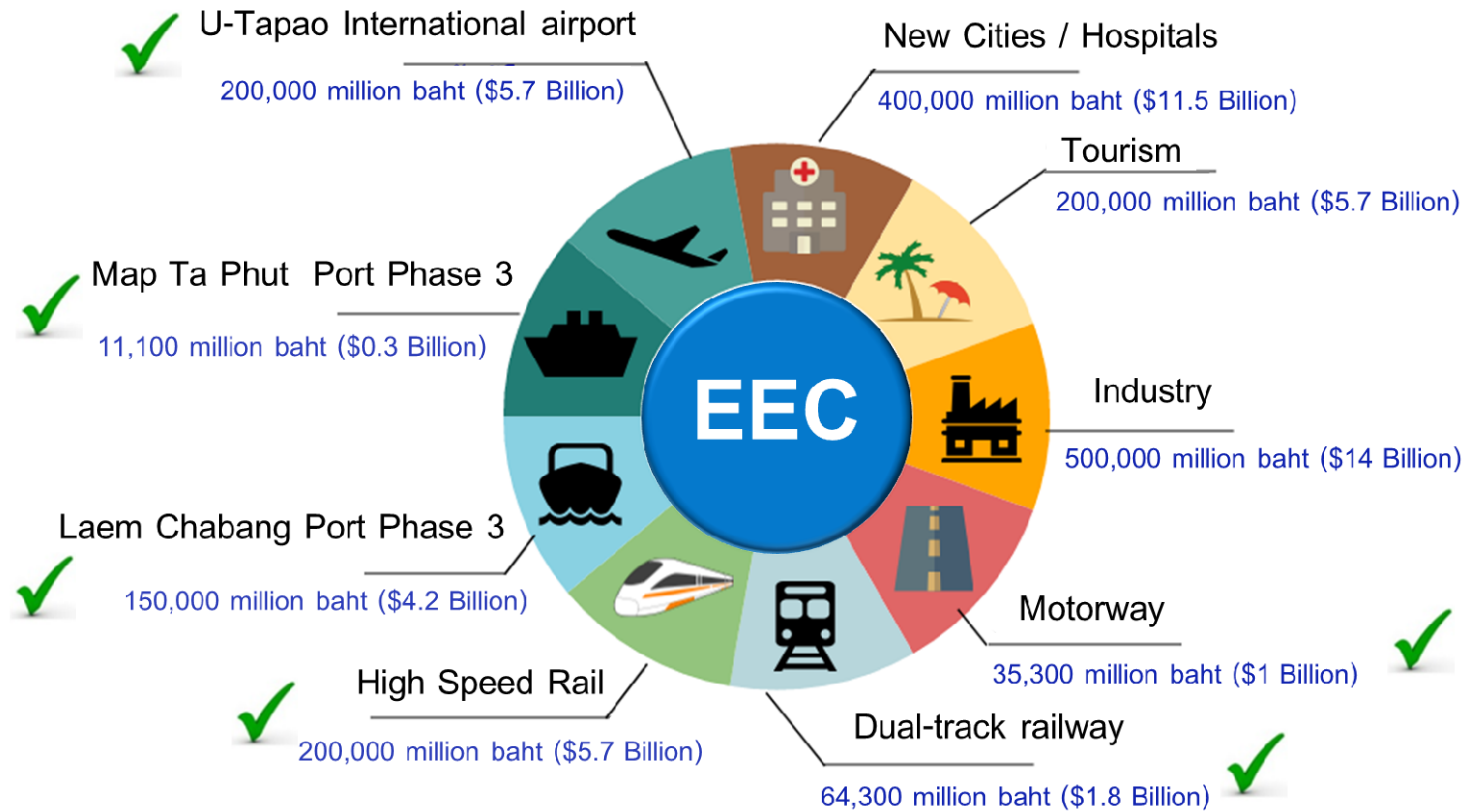 U-Tapao International airport
200,000 million baht ($5.7 Billion)
New Cities / Hospitals
400,000 million baht ($11.5 Billion)
Tourism
200,000 million baht ($5.7 Billion)
Map Ta Phut Port Phase 3
11,100 million baht ($0.3 Billion)
EEC
Industry
500,000 million baht ($14 Billion)
Laem Chabang Port Phase 3
150,000 million baht ($4.2 Billion)
Motorway
35,300 million baht ($1 Billion)
High Speed Rail
200,000 million baht ($5.7 Billion)
Dual-track railway
64,300 million baht ($1.8 Billion)